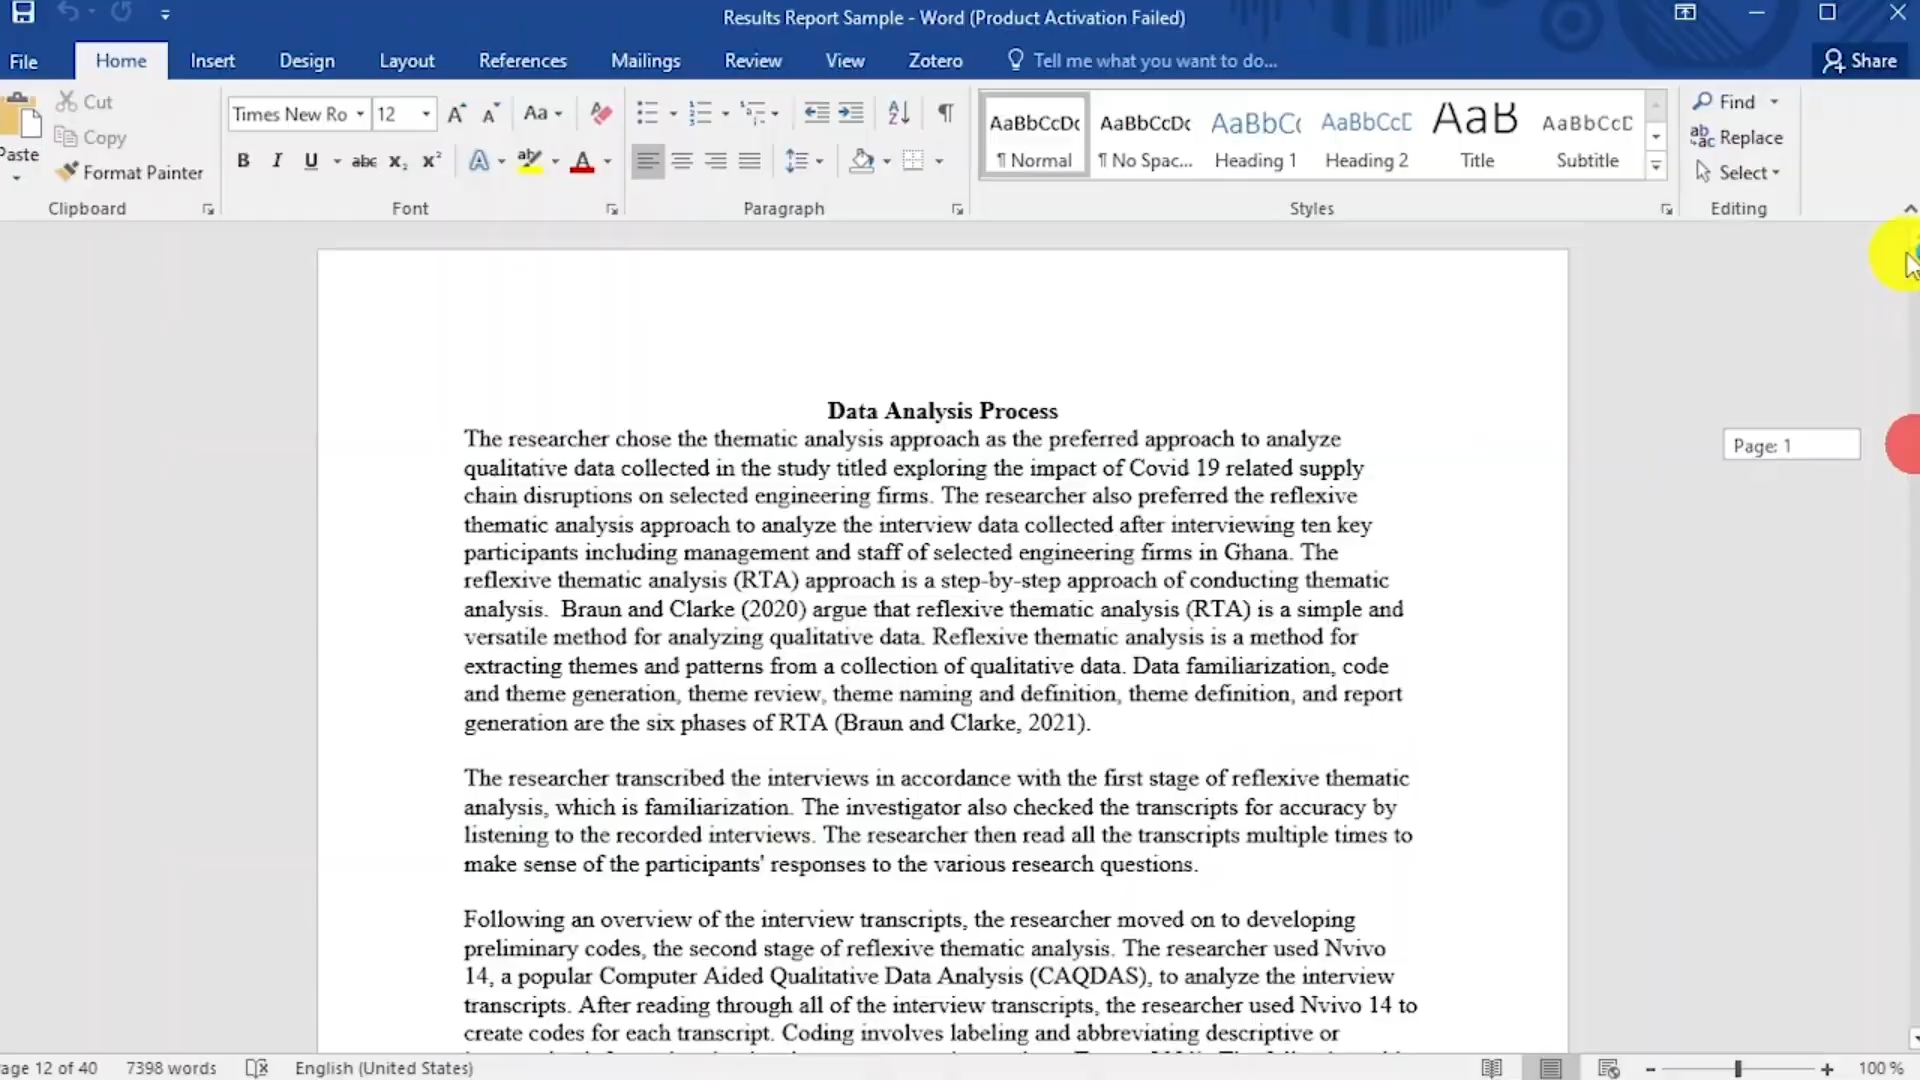 Results Report Sample - Word (Product Activation Failed)
File Home Insert Design Layout References Mailings Review View Zotero Tell me what you want to do... Share
Cut
Copy
Paste
Format Painter
Clipboard
Times New Ro 12
Aa
B I U abc x₂ x² A ab A
Font
Paragraph
AaBbCcDc AaBbCcDc AaBbC AaBbCcD AaB AaBbCcD
¶ Normal ¶ No Spac... Heading 1 Heading 2 Title Subtitle
Styles
Find
Replace
Select
Editing
Data Analysis Process
The researcher chose the thematic analysis approach as the preferred approach to analyze
qualitative data collected in the study titled exploring the impact of Covid 19 related supply
chain disruptions on selected engineering firms. The researcher also preferred the reflexive
thematic analysis approach to analyze the interview data collected after interviewing ten key
participants including management and staff of selected engineering firms in Ghana. The
reflexive thematic analysis (RTA) approach is a step-by-step approach of conducting thematic
analysis.  Braun and Clarke (2020) argue that reflexive thematic analysis (RTA) is a simple and
versatile method for analyzing qualitative data. Reflexive thematic analysis is a method for
extracting themes and patterns from a collection of qualitative data. Data familiarization, code
and theme generation, theme review, theme naming and definition, theme definition, and report
generation are the six phases of RTA (Braun and Clarke, 2021).
Page: 1
The researcher transcribed the interviews in accordance with the first stage of reflexive thematic
analysis, which is familiarization. The investigator also checked the transcripts for accuracy by
listening to the recorded interviews. The researcher then read all the transcripts multiple times to
make sense of the participants' responses to the various research questions.
Following an overview of the interview transcripts, the researcher moved on to developing
preliminary codes, the second stage of reflexive thematic analysis. The researcher used Nvivo
14, a popular Computer Aided Qualitative Data Analysis (CAQDAS), to analyze the interview
transcripts. After reading through all of the interview transcripts, the researcher used Nvivo 14 to
create codes for each transcript. Coding involves labeling and abbreviating descriptive or
age 12 of 40 7398 words English (United States) 100 %